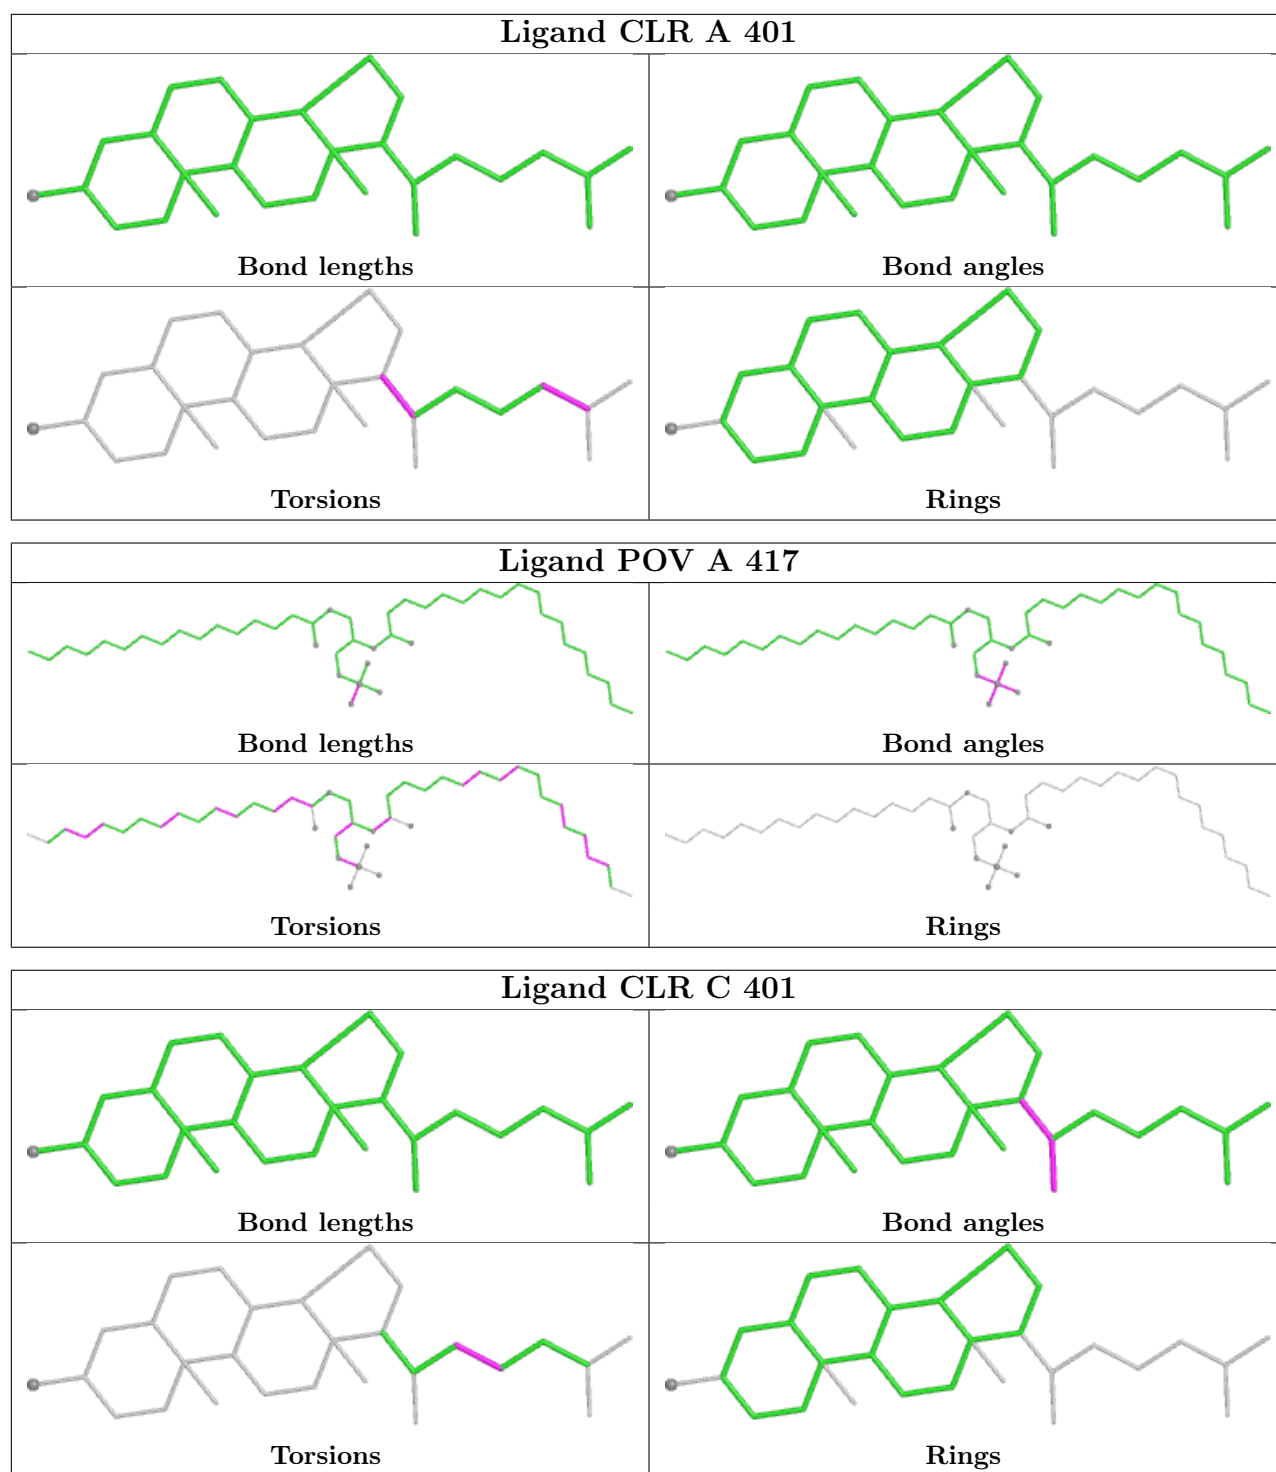 Ligand CLR A 401
Bond lengths
Bond angles
Torsions
Rings
Ligand POV A 417
Bond lengths
Bond angles
Torsions
Rings
Ligand CLR C 401
Bond lengths
Bond angles
Torsions
Rings